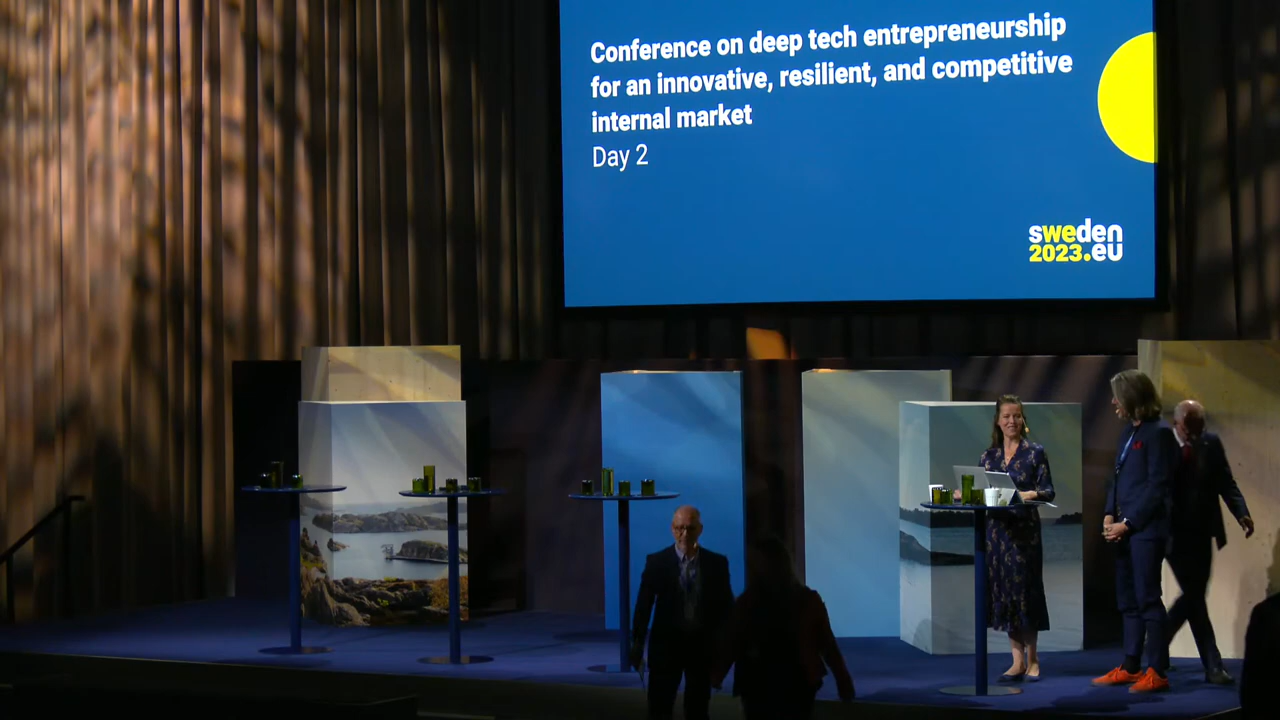 Conference on deep tech entrepreneurship
for an innovative, resilient, and competitive
internal market
Day 2
sweden
2023.eu